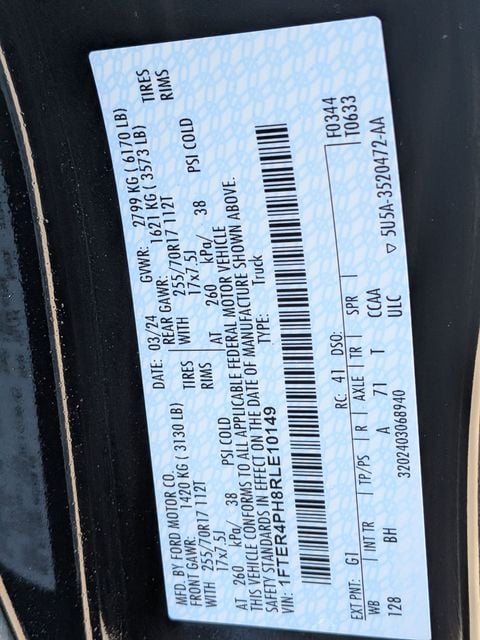 MFD. BY FORD MOTOR CO. DATE: 03/24 GVWR: 2799 KG ( 6170 LB)
FRONT GAWR: 1420 KG ( 3130 LB) REAR GAWR: 1621 KG ( 3573 LB)
WITH 255/70R17 112T TIRES WITH 255/70R17 112T TIRES
17x7.5J RIMS 17x7.5J RIMS
AT 260 kPa/ 38 PSI COLD AT 260 kPa/ 38 PSI COLD
THIS VEHICLE CONFORMS TO ALL APPLICABLE FEDERAL MOTOR VEHICLE
SAFETY STANDARDS IN EFFECT ON THE DATE OF MANUFACTURE SHOWN ABOVE.
VIN: 1FTER4PH8RLE10149 TYPE: Truck
F0344
T0633
EXT PNT: G1 RC: 41 DSO:
WB INT TR TP/PS R AXLE TR SPR
128 BH A 71 T CCAA
3202403068940 ULC
▽ 5U5A-3520472-AA